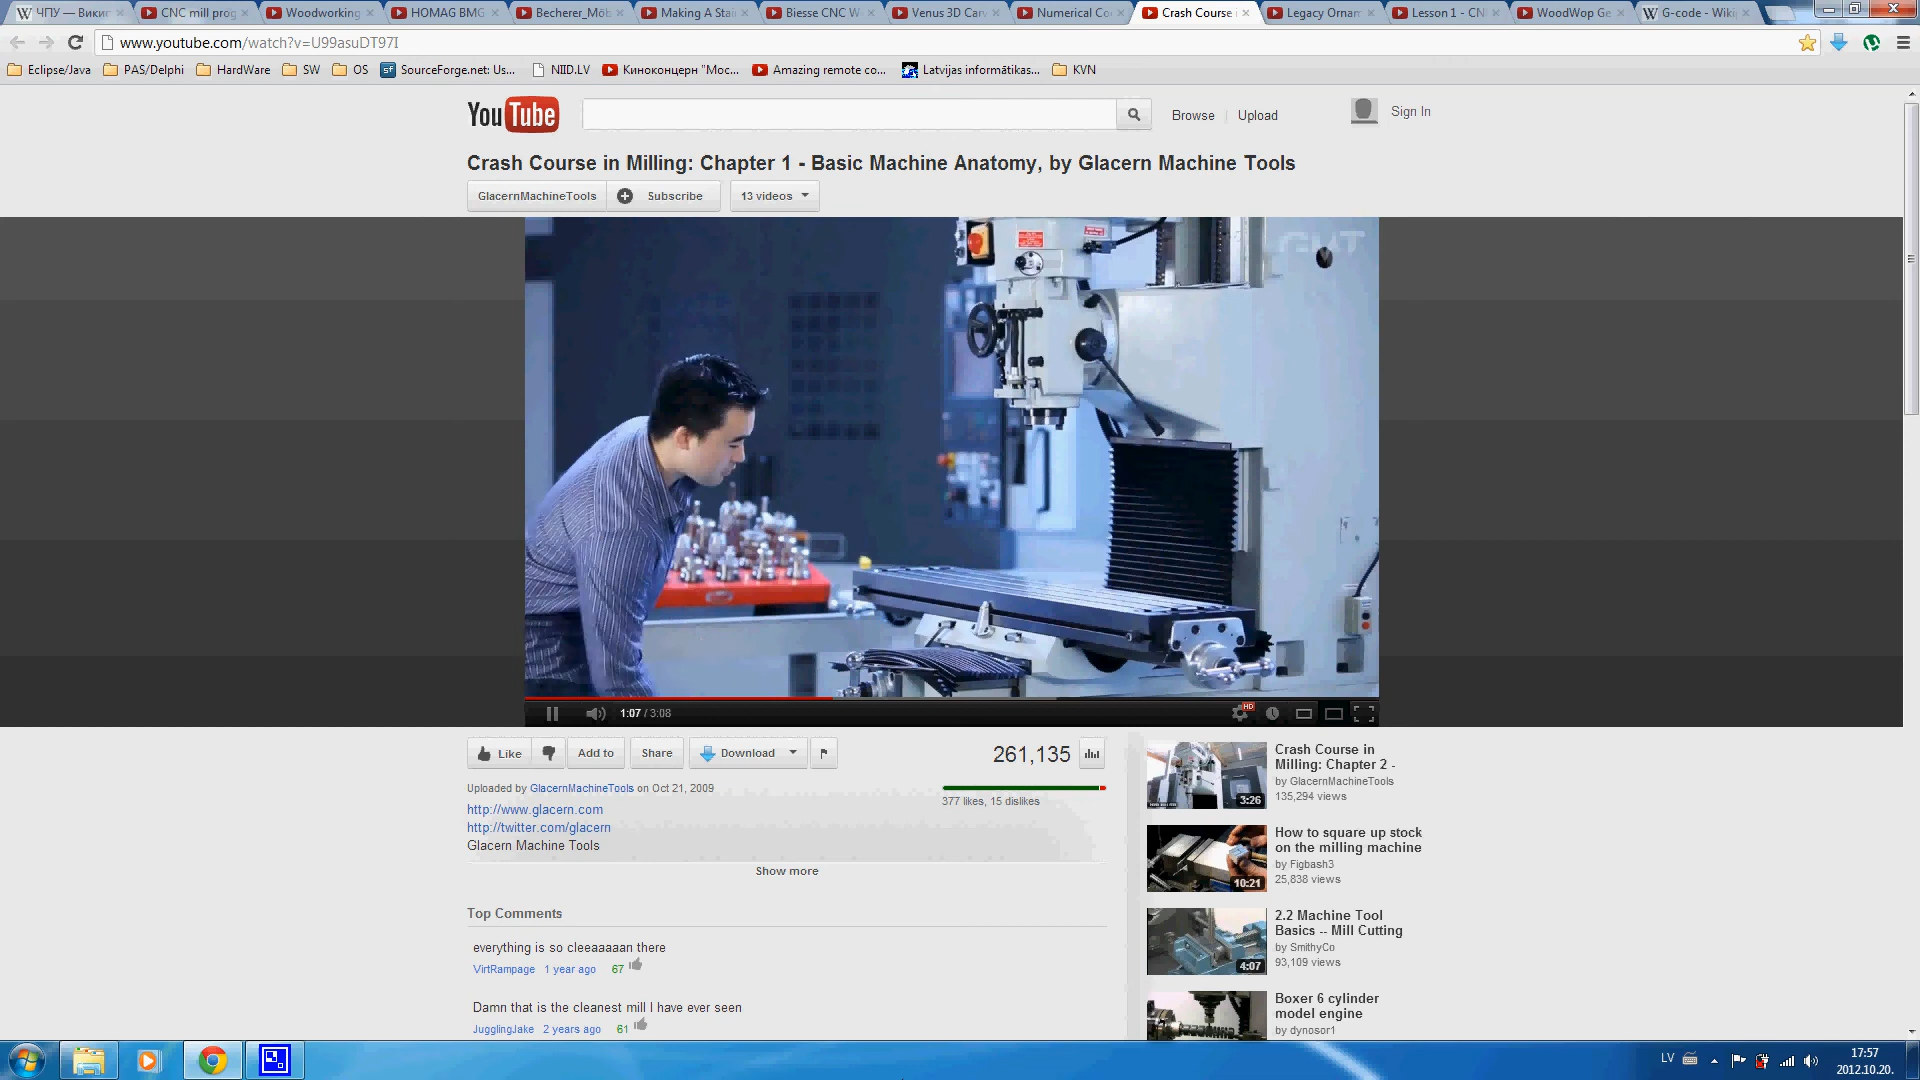 ЧПУ — Викип
CNC mill prog
Woodworking
HOMAG BMG
Becherer_Möb
Making A Stai
Biesse CNC W
Venus 3D Car
Numerical Co
Crash Course i
Legacy Ornam
Lesson 1 - CN
WoodWop Ge
G-code - Wiki
www.youtube.com/watch?v=U99asuDT97I
Eclipse/Java
PAS/Delphi
HardWare
SW
OS
SourceForge.net: Us...
NIID.LV
Киноконцерн "Мос...
Amazing remote co...
Latvijas informātikas...
KVN
YouTube
Browse
Upload
Sign In
Crash Course in Milling: Chapter 1 - Basic Machine Anatomy, by Glacern Machine Tools
GlacernMachineTools
Subscribe
13 videos
GMT
1:07 / 3:08
HD
Like
Add to
Share
Download
261,135
Uploaded by GlacernMachineTools on Oct 21, 2009
377 likes, 15 dislikes
http://www.glacern.com
http://twitter.com/glacern
Glacern Machine Tools
Show more
Top Comments
everything is so cleeaaaaan there
VirtRampage 1 year ago 67
Damn that is the cleanest mill I have ever seen
JugglingJake 2 years ago 61
3:26
Crash Course in
Milling: Chapter 2 -
by GlacernMachineTools
135,294 views
10:21
How to square up stock
on the milling machine
by Figbash3
25,838 views
4:07
2.2 Machine Tool
Basics -- Mill Cutting
by SmithyCo
93,109 views
Boxer 6 cylinder
model engine
by dynosor1
LV
17:57
2012.10.20.